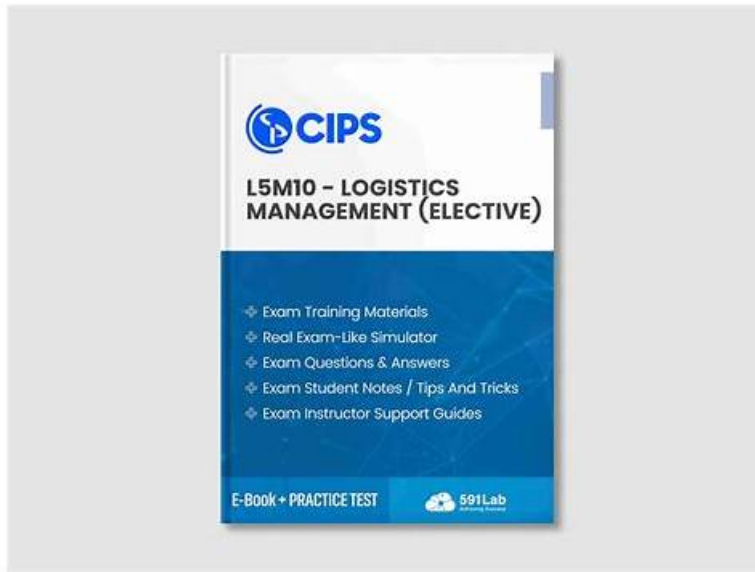 CIPS
L5M10 - LOGISTICS
MANAGEMENT (ELECTIVE)
Exam Training Materials
Real Exam-Like Simulator
Exam Questions & Answers
Exam Student Notes / Tips And Tricks
Exam Instructor Support Guides
E-Book + PRACTICE TEST
591Lab